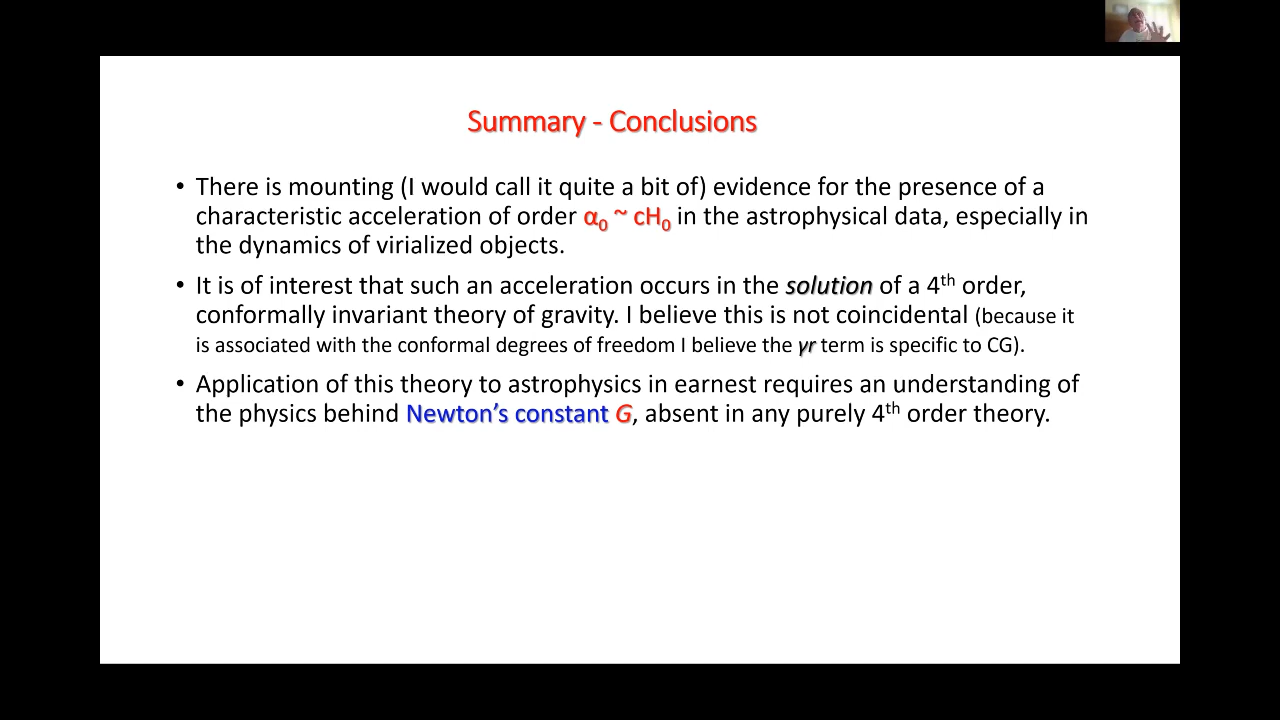 Summary - Conclusions
• There is mounting (I would call it quite a bit of) evidence for the presence of a
characteristic acceleration of order α₀ ~ cH₀ in the astrophysical data, especially in
the dynamics of virialized objects.
• It is of interest that such an acceleration occurs in the solution of a 4th order,
conformally invariant theory of gravity. I believe this is not coincidental (because it
is associated with the conformal degrees of freedom I believe the γr term is specific to CG).
• Application of this theory to astrophysics in earnest requires an understanding of
the physics behind Newton's constant G, absent in any purely 4th order theory.